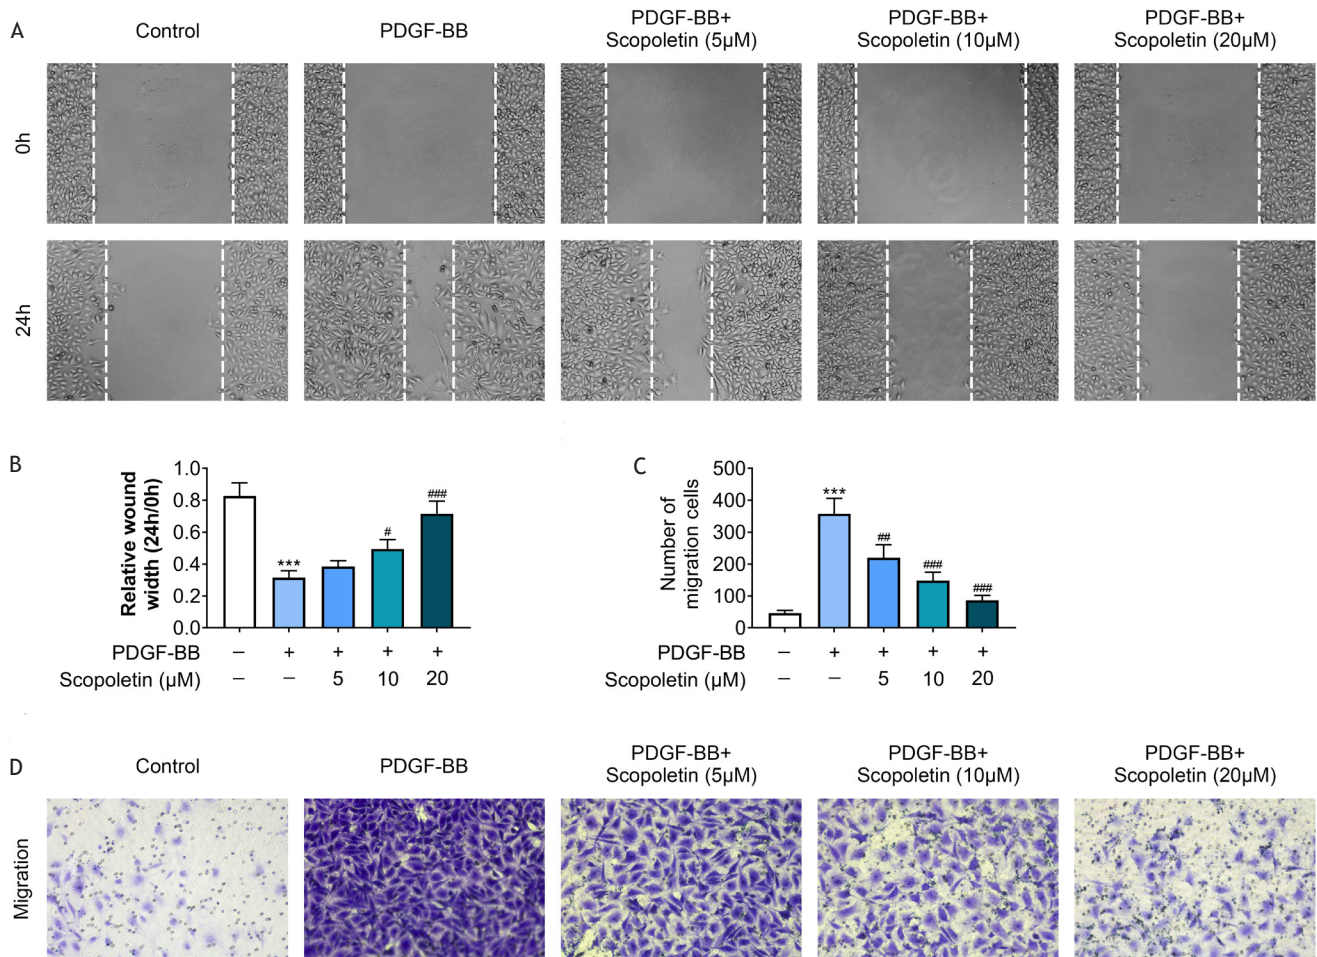 A
Control
PDGF-BB
PDGF-BB+
Scopoletin (5μM)
PDGF-BB+
Scopoletin (10μM)
PDGF-BB+
Scopoletin (20μM)
0h
24h
B
Relative wound
width (24h/0h)
1.0
0.8
0.6
0.4
0.2
0.0
***
#
###
PDGF-BB – + + + +
Scopoletin (μM) – – 5 10 20
C
Number of
migration cells
500
400
300
200
100
0
***
##
###
###
PDGF-BB – + + + +
Scopoletin (μM) – – 5 10 20
D
Control
PDGF-BB
PDGF-BB+
Scopoletin (5μM)
PDGF-BB+
Scopoletin (10μM)
PDGF-BB+
Scopoletin (20μM)
Migration